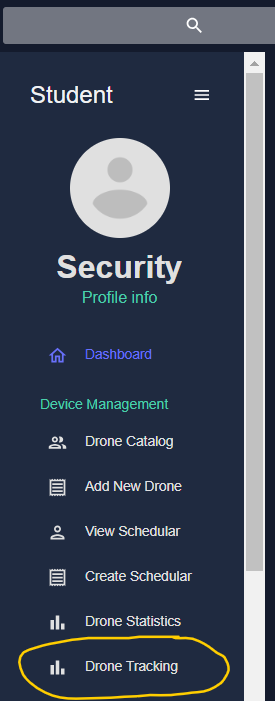 Student
Security
Profile info
Dashboard
Device Management
Drone Catalog
Add New Drone
View Schedular
Create Schedular
Drone Statistics
Drone Tracking